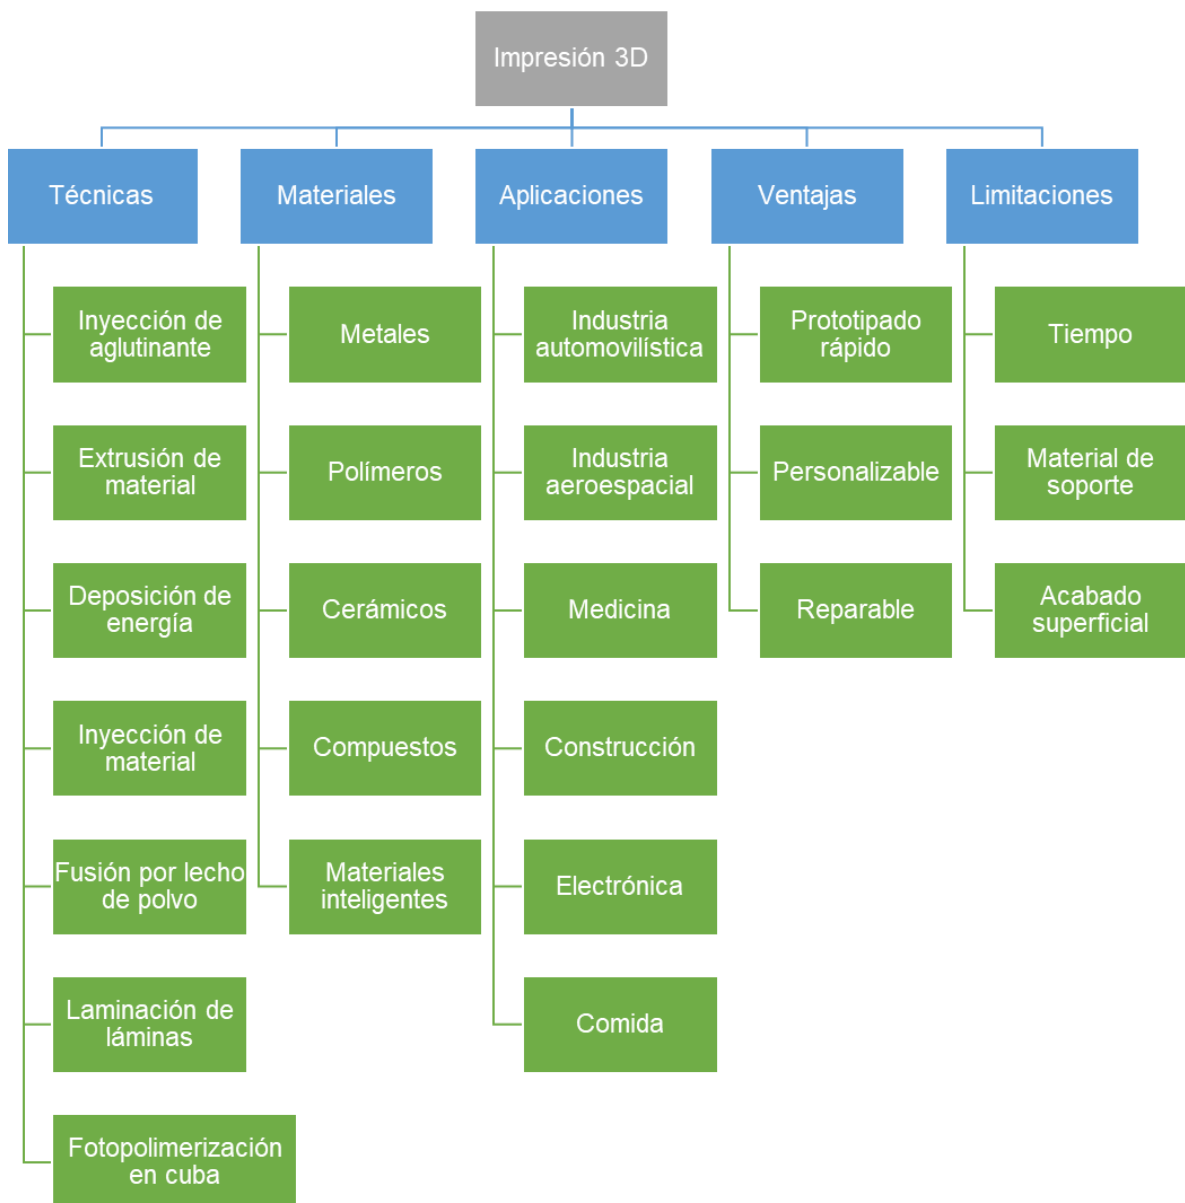 Impresión 3D
Técnicas
Inyección de
aglutinante
Extrusión de
material
Deposición de
energía
Inyección de
material
Fusión por lecho
de polvo
Laminación de
láminas
Fotopolimerización
en cuba
Materiales
Metales
Polímeros
Cerámicos
Compuestos
Materiales
inteligentes
Aplicaciones
Industria
automovilística
Industria
aeroespacial
Medicina
Construcción
Electrónica
Comida
Ventajas
Prototipado
rápido
Personalizable
Reparable
Limitaciones
Tiempo
Material de
soporte
Acabado
superficial